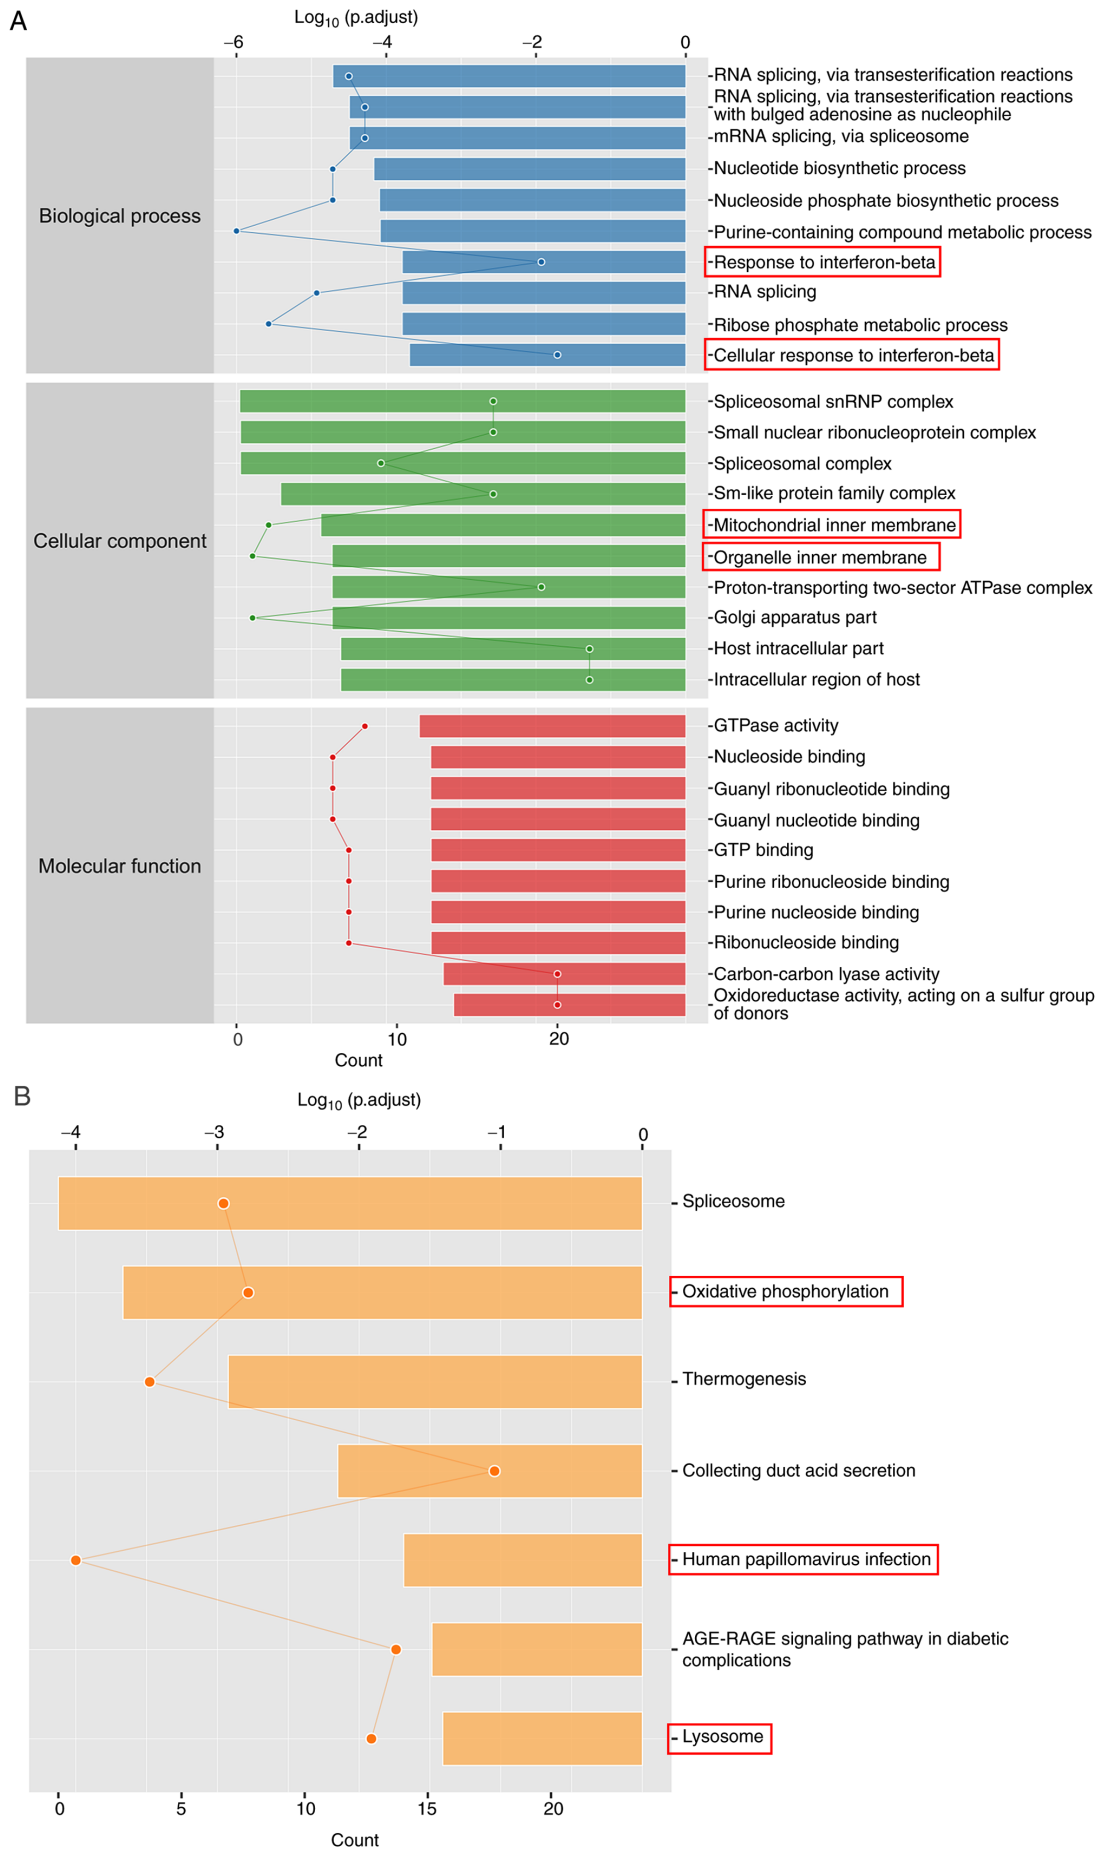 A
Log10 (p.adjust)
−6 −4 −2 0
Biological process
RNA splicing, via transesterification reactions
RNA splicing, via transesterification reactions
with bulged adenosine as nucleophile
mRNA splicing, via spliceosome
Nucleotide biosynthetic process
Nucleoside phosphate biosynthetic process
Purine-containing compound metabolic process
Response to interferon-beta
RNA splicing
Ribose phosphate metabolic process
Cellular response to interferon-beta
Cellular component
Spliceosomal snRNP complex
Small nuclear ribonucleoprotein complex
Spliceosomal complex
Sm-like protein family complex
Mitochondrial inner membrane
Organelle inner membrane
Proton-transporting two-sector ATPase complex
Golgi apparatus part
Host intracellular part
Intracellular region of host
Molecular function
GTPase activity
Nucleoside binding
Guanyl ribonucleotide binding
Guanyl nucleotide binding
GTP binding
Purine ribonucleoside binding
Purine nucleoside binding
Ribonucleoside binding
Carbon-carbon lyase activity
Oxidoreductase activity, acting on a sulfur group
of donors
0 10 20
Count
B
Log10 (p.adjust)
−4 −3 −2 −1 0
Spliceosome
Oxidative phosphorylation
Thermogenesis
Collecting duct acid secretion
Human papillomavirus infection
AGE-RAGE signaling pathway in diabetic
complications
Lysosome
0 5 10 15 20
Count